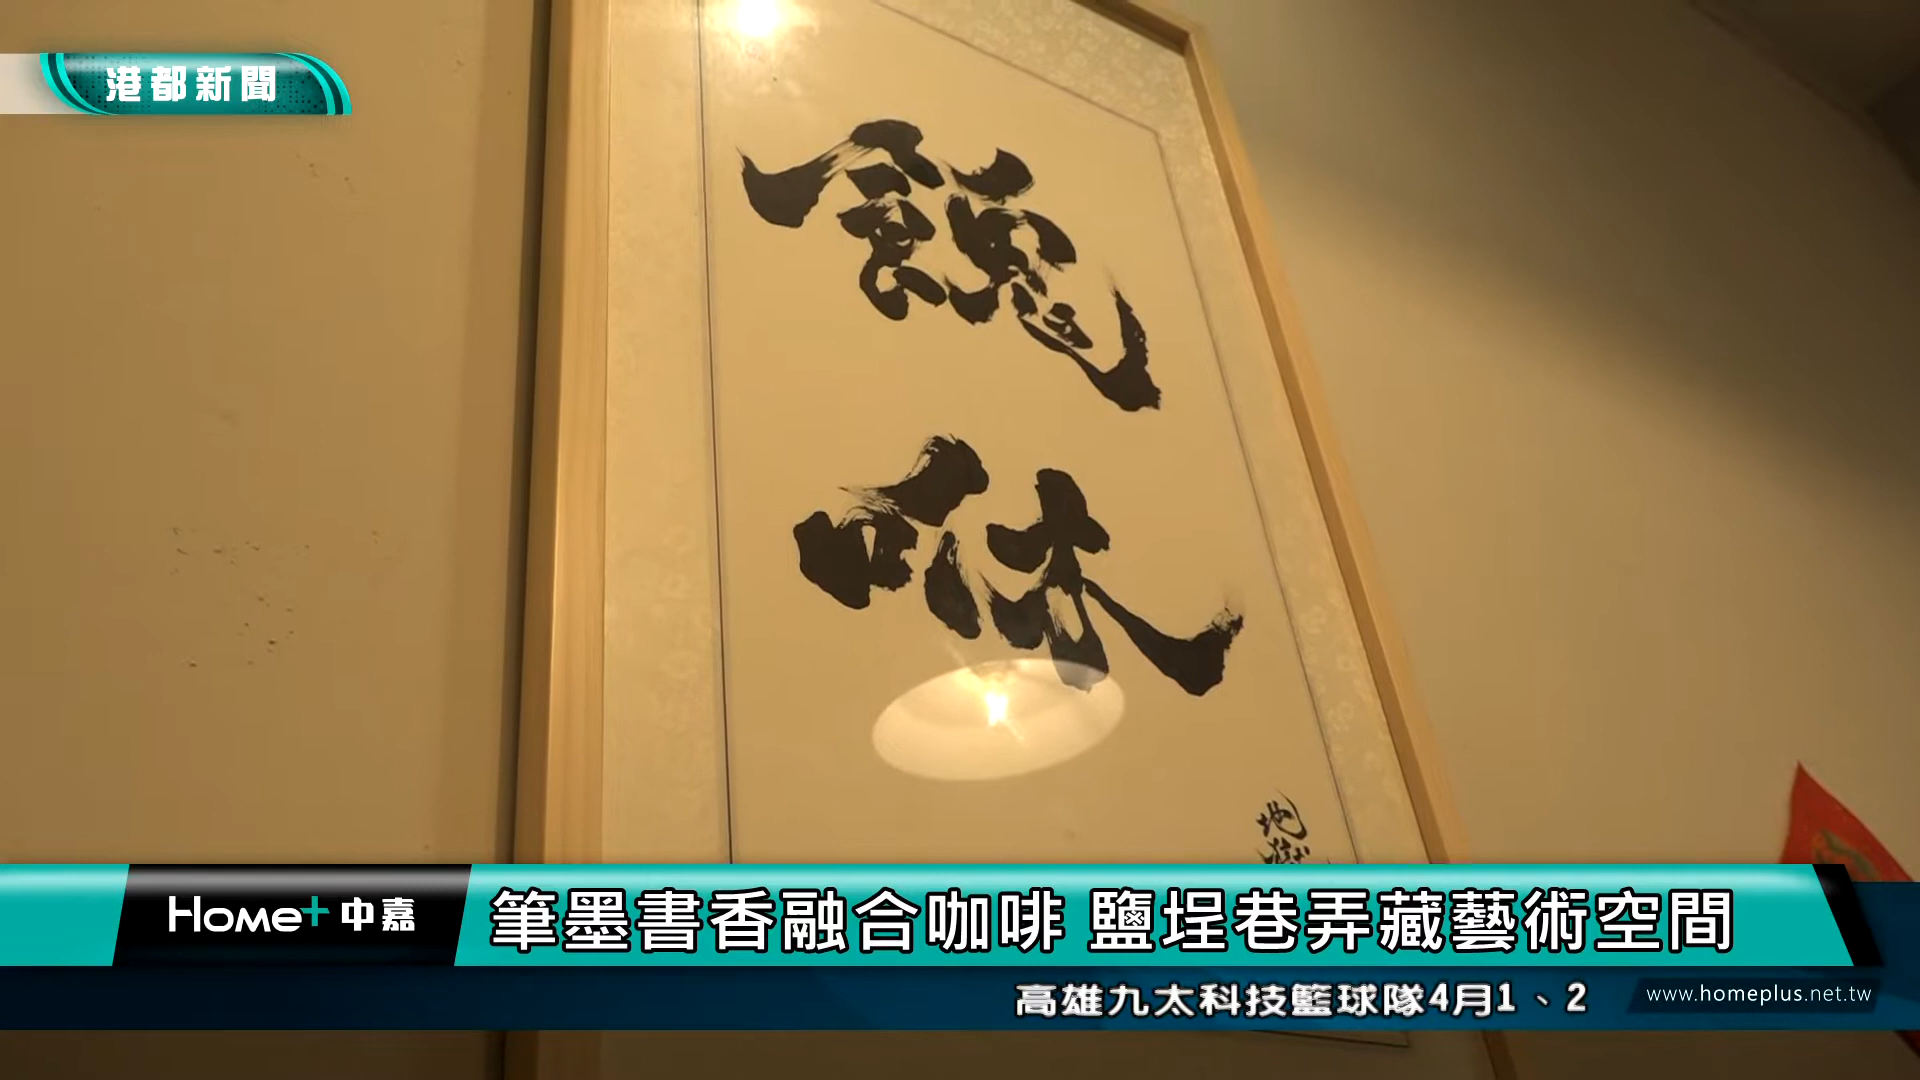 港都新聞
地獄
Home+ 中嘉
筆墨書香融合咖啡 鹽埕巷弄藏藝術空間
高雄九太科技籃球隊4月1、2
www.homeplus.net.tw